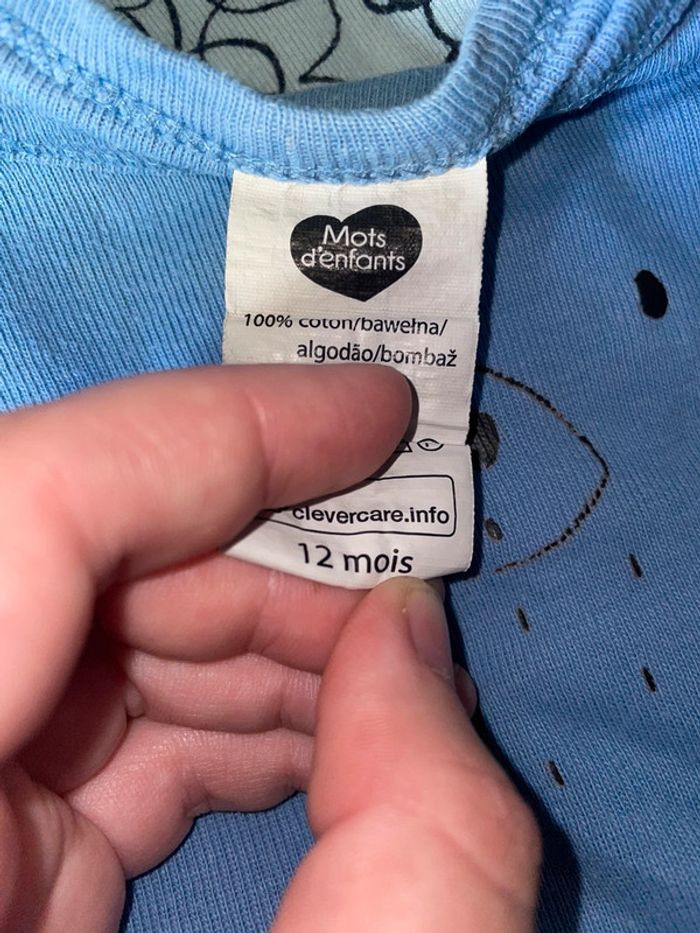 Mots
d'enfants
100% coton/bawełna/
algodão/bombaž
clevercare.info
12 mois